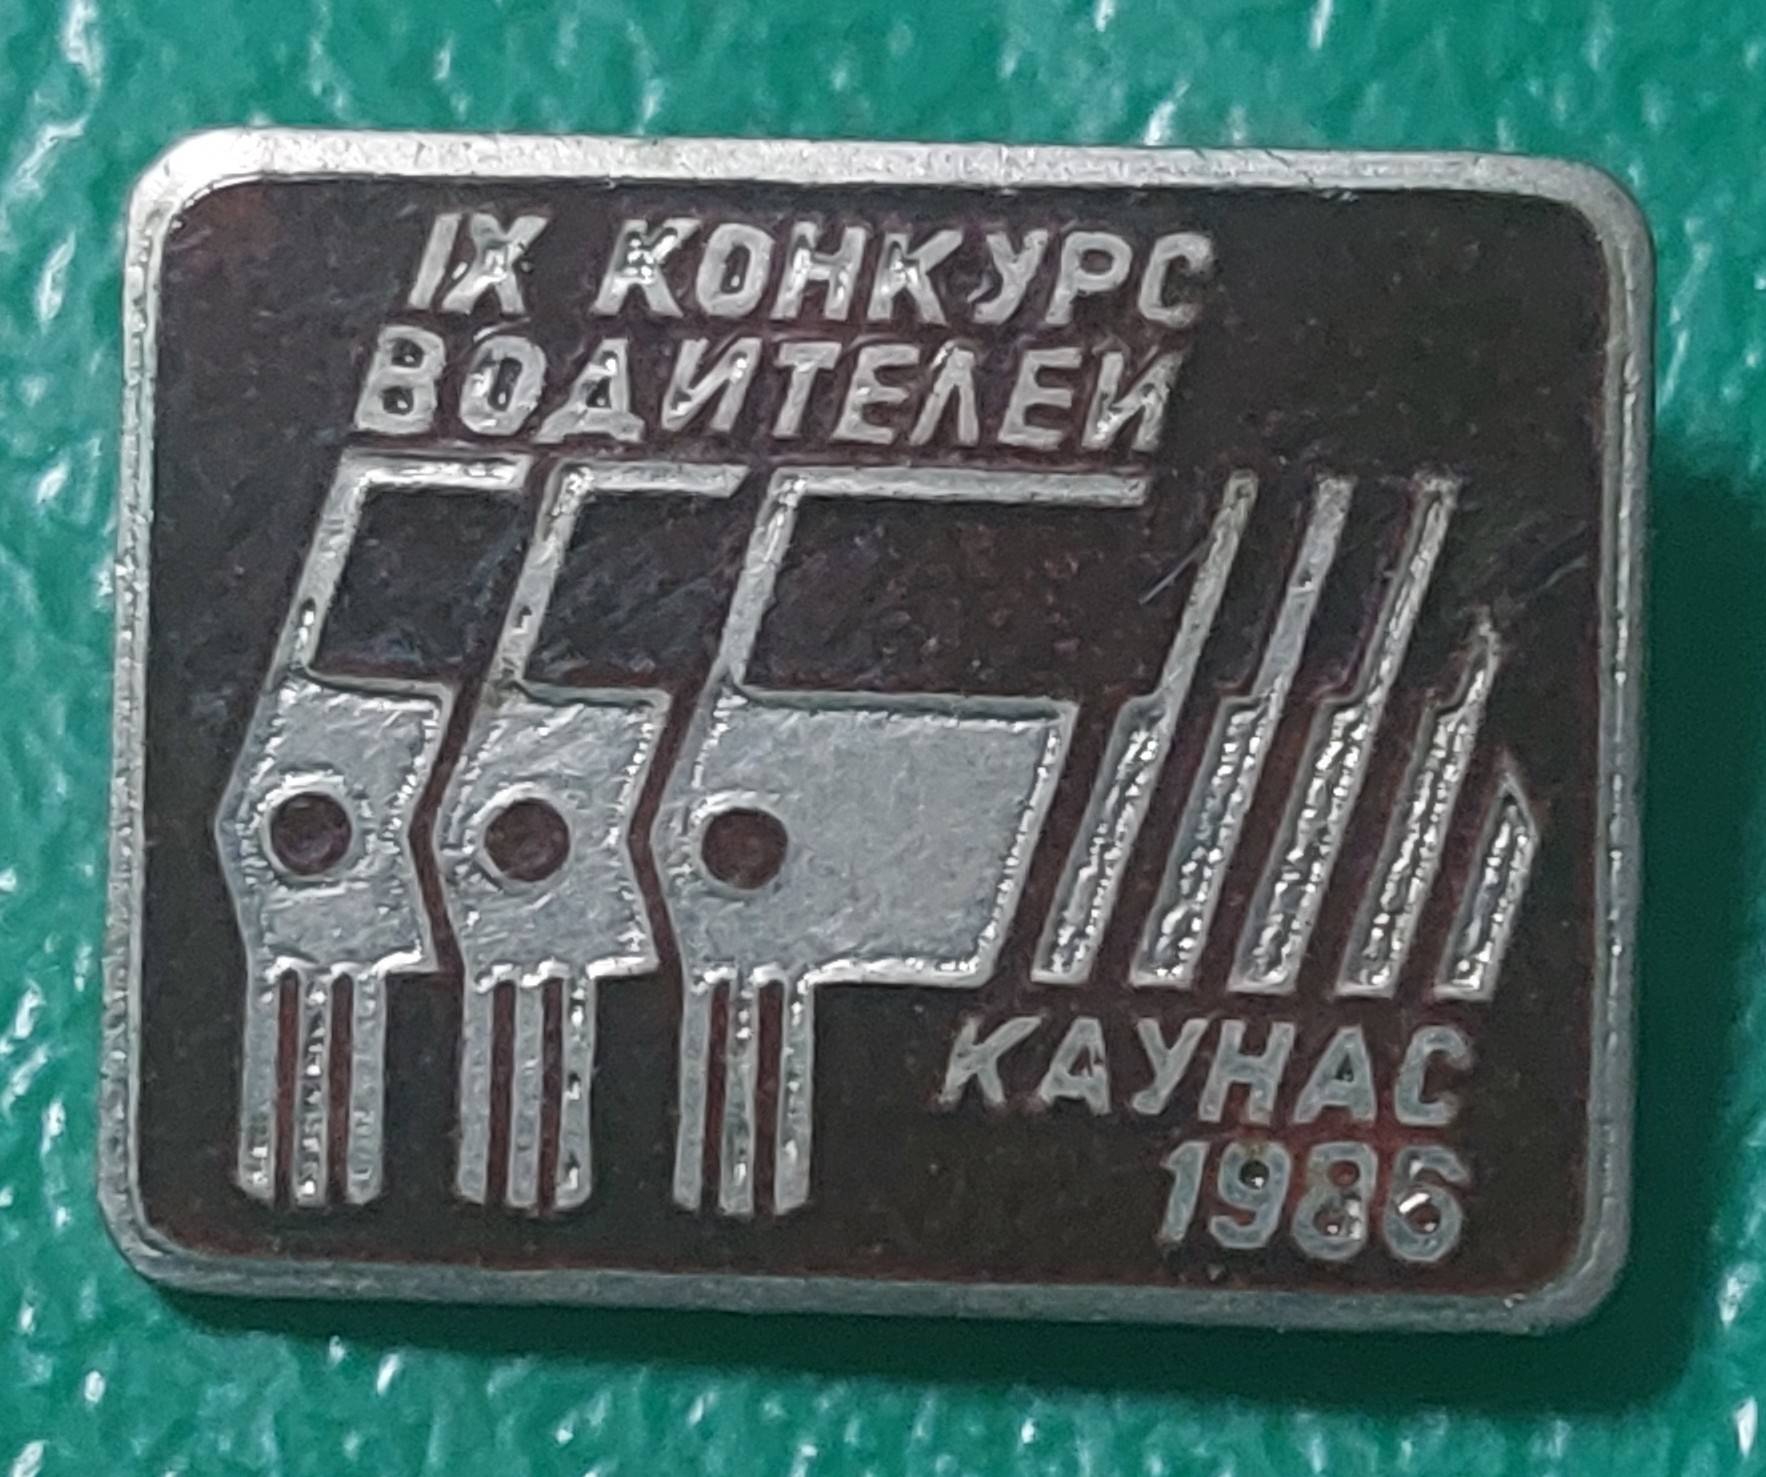 IX КОНКУРС
ВОДИТЕЛЕЙ
КАУНАС
1986